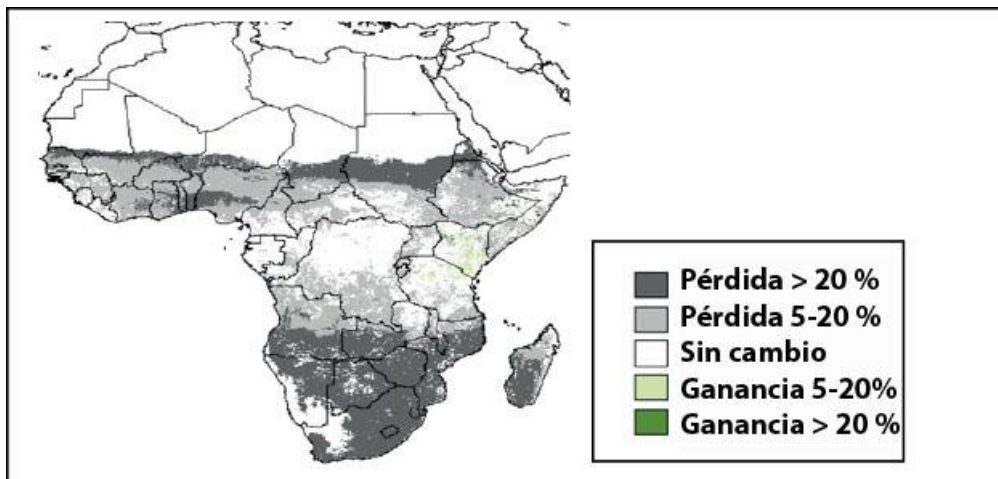 Pérdida > 20 %
Pérdida 5-20 %
Sin cambio
Ganancia 5-20%
Ganancia > 20 %